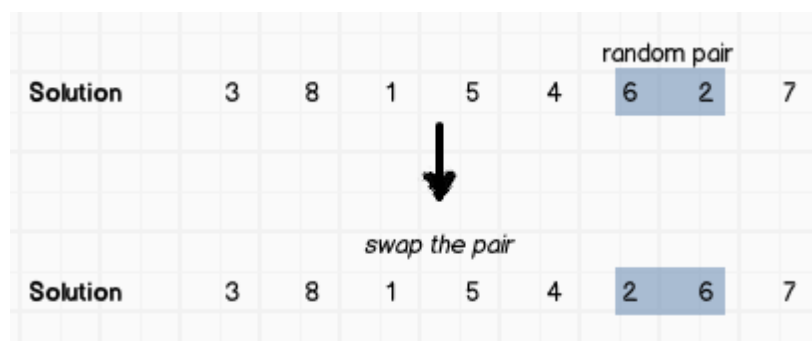 random pair
Solution 3 8 1 5 4 6 2 7
swap the pair
Solution 3 8 1 5 4 2 6 7